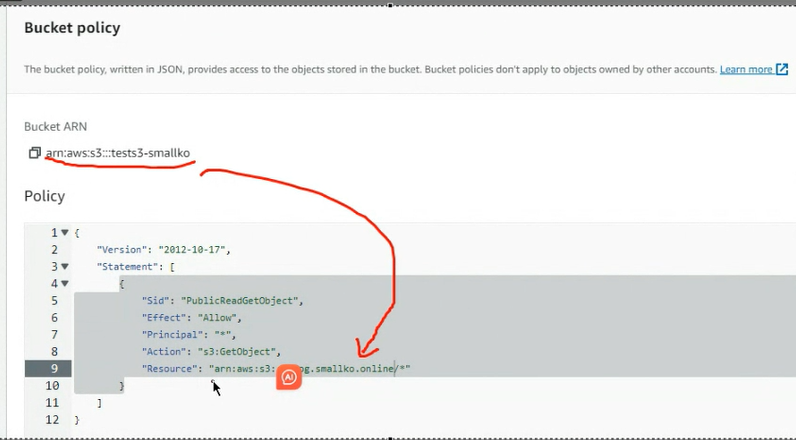 Bucket policy
The bucket policy, written in JSON, provides access to the objects stored in the bucket. Bucket policies don't apply to objects owned by other accounts. Learn more
Bucket ARN
arn:aws:s3:::tests3-smallko
Policy
1 {
2 "Version": "2012-10-17",
3 "Statement": [
4 {
5 "Sid": "PublicReadGetObject",
6 "Effect": "Allow",
7 "Principal": "*",
8 "Action": "s3:GetObject",
9 "Resource": "arn:aws:s3: g.smallko.online/*"
10 }
11 ]
12 }